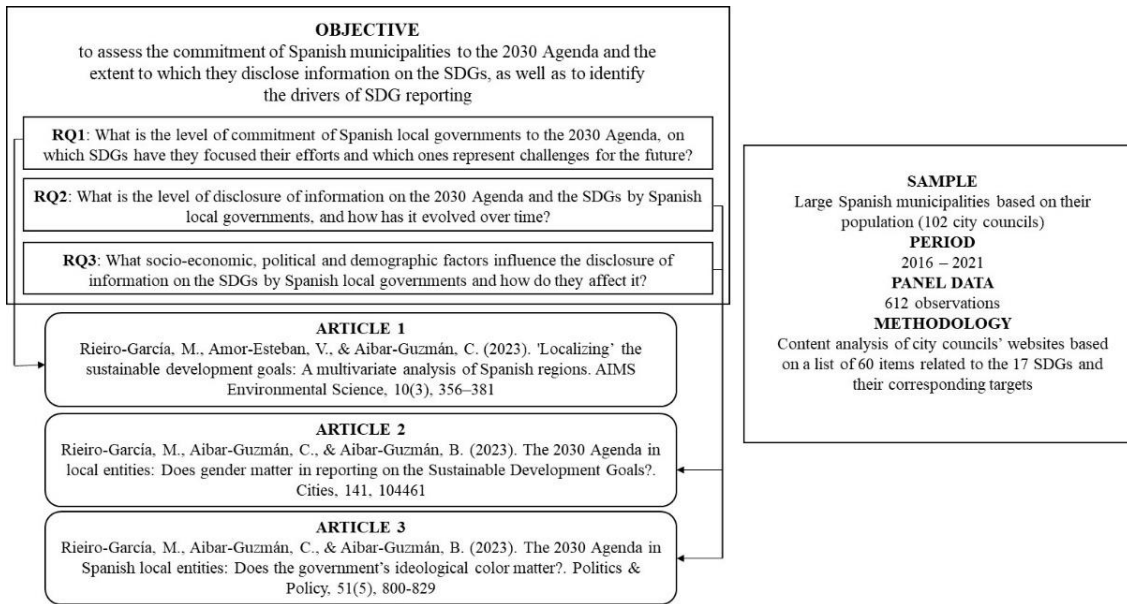 OBJECTIVE
to assess the commitment of Spanish municipalities to the 2030 Agenda and the
extent to which they disclose information on the SDGs, as well as to identify
the drivers of SDG reporting
RQ1: What is the level of commitment of Spanish local governments to the 2030 Agenda, on
which SDGs have they focused their efforts and which ones represent challenges for the future?
RQ2: What is the level of disclosure of information on the 2030 Agenda and the SDGs by Spanish
local governments, and how has it evolved over time?
RQ3: What socio-economic, political and demographic factors influence the disclosure of
information on the SDGs by Spanish local governments and how do they affect it?
ARTICLE 1
Rieiro-García, M., Amor-Esteban, V., & Aibar-Guzmán, C. (2023). 'Localizing’ the
sustainable development goals: A multivariate analysis of Spanish regions. AIMS
Environmental Science, 10(3), 356–381
ARTICLE 2
Rieiro-García, M., Aibar-Guzmán, C., & Aibar-Guzmán, B. (2023). The 2030 Agenda in
local entities: Does gender matter in reporting on the Sustainable Development Goals?.
Cities, 141, 104461
ARTICLE 3
Rieiro-García, M., Aibar-Guzmán, C., & Aibar-Guzmán, B. (2023). The 2030 Agenda in
Spanish local entities: Does the government’s ideological color matter?. Politics &
Policy, 51(5), 800-829
SAMPLE
Large Spanish municipalities based on their
population (102 city councils)
PERIOD
2016 – 2021
PANEL DATA
612 observations
METHODOLOGY
Content analysis of city councils’ websites based
on a list of 60 items related to the 17 SDGs and
their corresponding targets